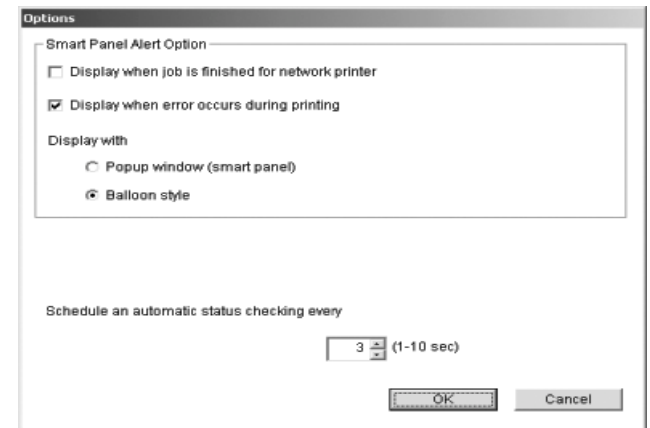 Options
Smart Panel Alert Option
Display when job is finished for network printer
Display when error occurs during printing
Display with
Popup window (smart panel)
Balloon style
Schedule an automatic status checking every
3 (1-10 sec)
OK Cancel